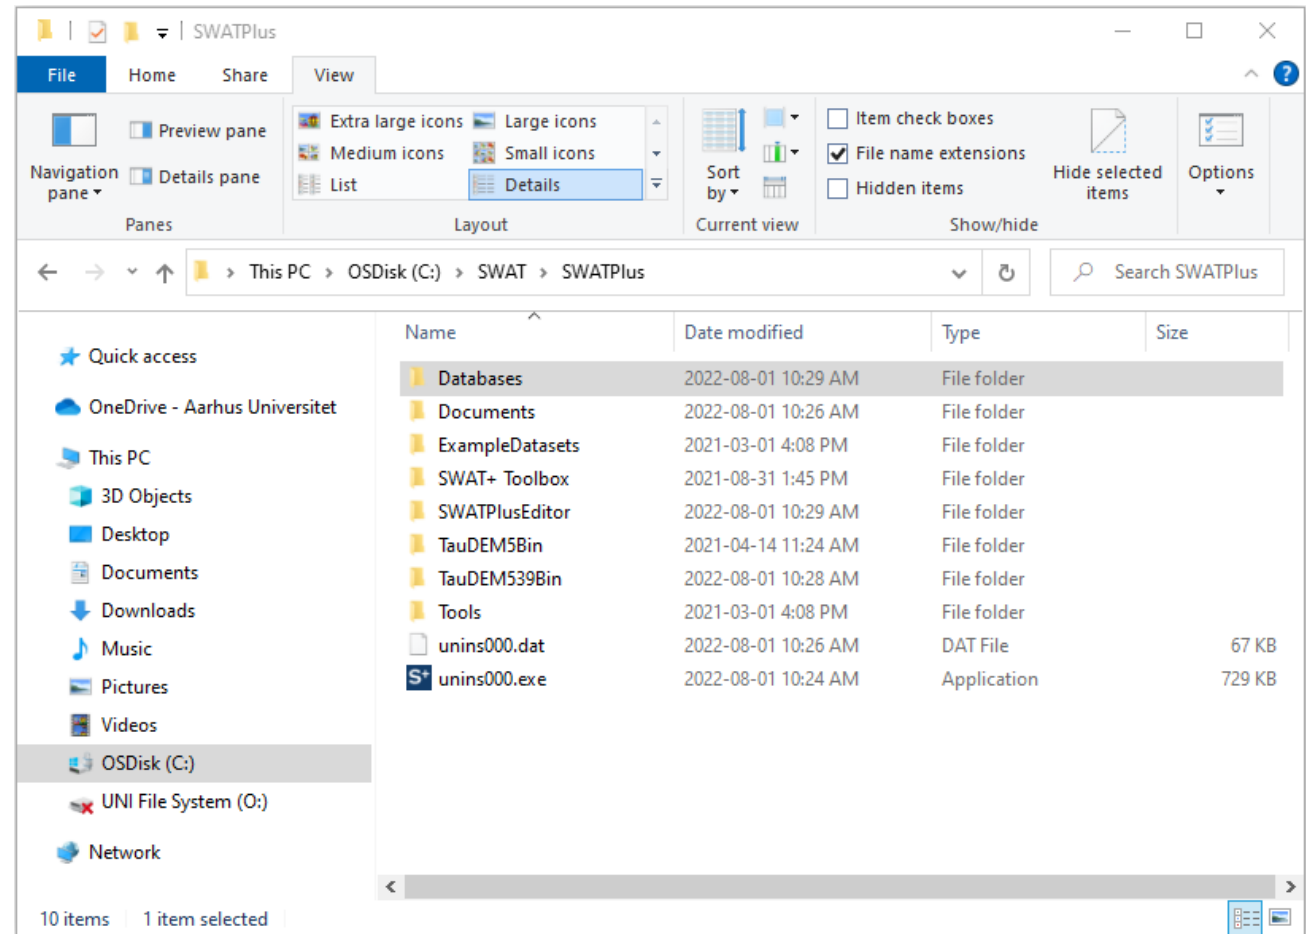 SWATPlus
File Home Share View
Navigation pane
Preview pane
Details pane
Panes
Extra large icons Large icons
Medium icons Small icons
List Details
Layout
Sort by
Current view
Item check boxes
File name extensions
Hidden items
Hide selected items
Show/hide
Options
This PC > OSDisk (C:) > SWAT > SWATPlus
Search SWATPlus
Quick access
OneDrive - Aarhus Universitet
This PC
3D Objects
Desktop
Documents
Downloads
Music
Pictures
Videos
OSDisk (C:)
UNI File System (O:)
Network
Name Date modified Type Size
Databases 2022-08-01 10:29 AM File folder
Documents 2022-08-01 10:26 AM File folder
ExampleDatasets 2021-03-01 4:08 PM File folder
SWAT+ Toolbox 2021-08-31 1:45 PM File folder
SWATPlusEditor 2022-08-01 10:29 AM File folder
TauDEM5Bin 2021-04-14 11:24 AM File folder
TauDEM539Bin 2022-08-01 10:28 AM File folder
Tools 2021-03-01 4:08 PM File folder
unins000.dat 2022-08-01 10:26 AM DAT File 67 KB
S+ unins000.exe 2022-08-01 10:24 AM Application 729 KB
10 items 1 item selected